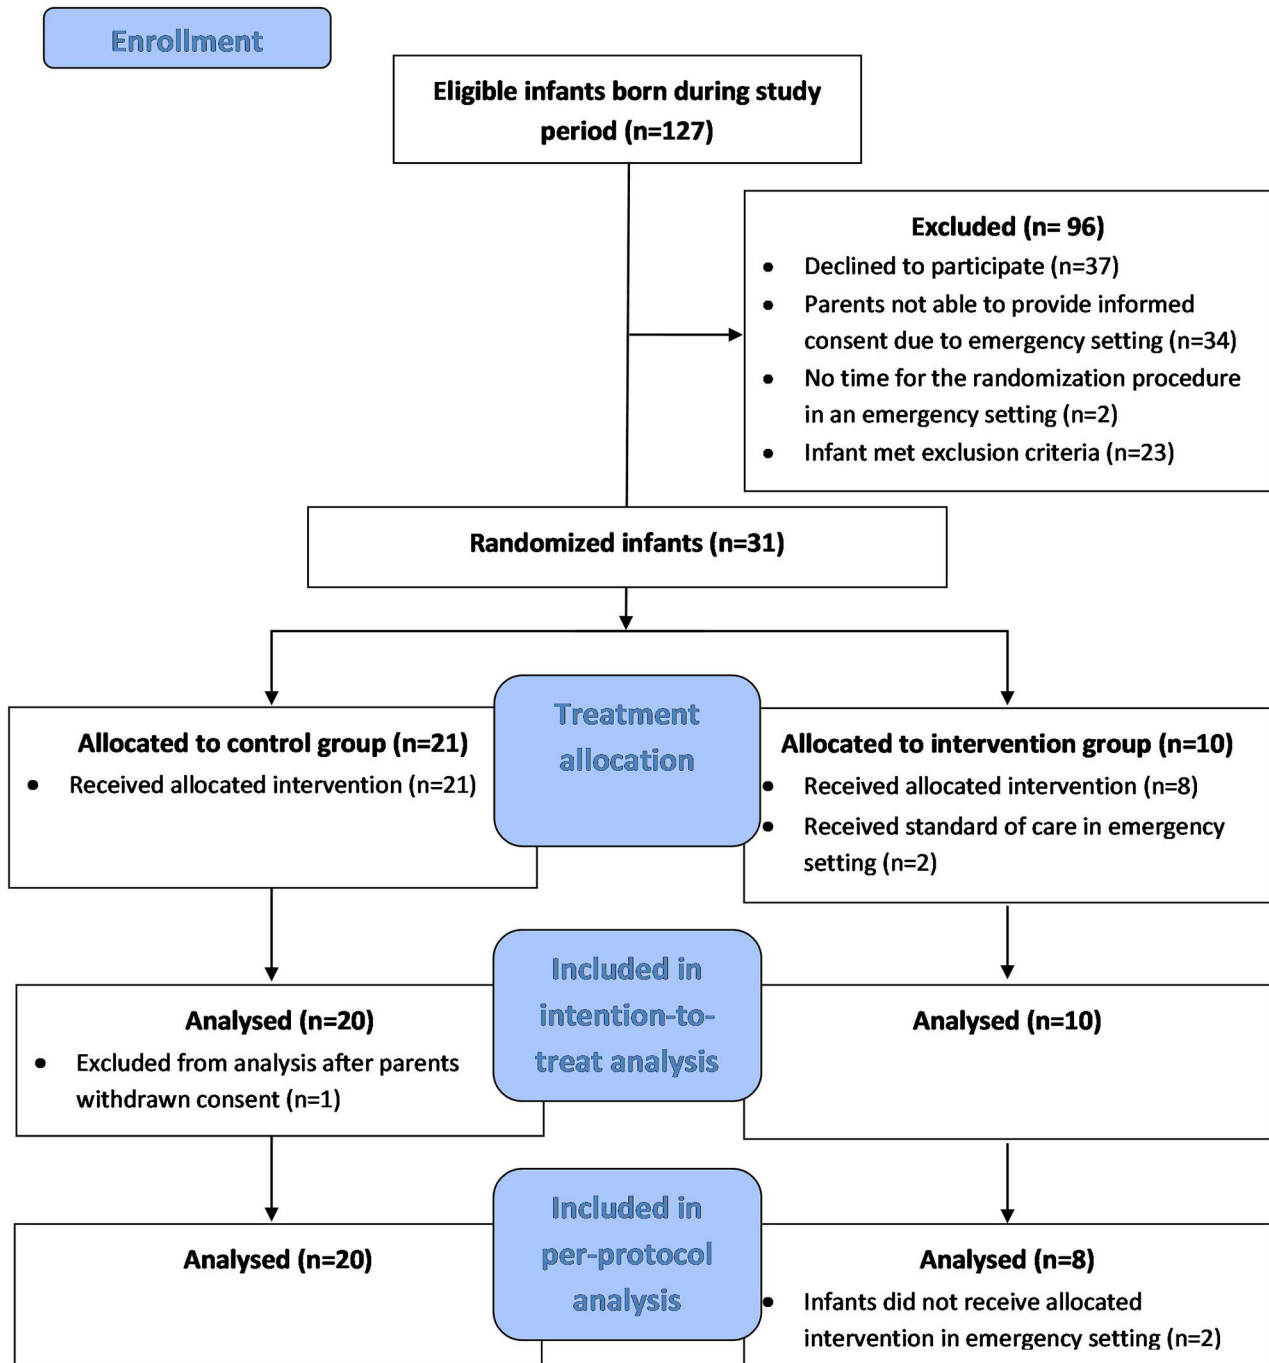 Enrollment
Eligible infants born during study
period (n=127)
Excluded (n= 96)
• Declined to participate (n=37)
• Parents not able to provide informed
consent due to emergency setting (n=34)
• No time for the randomization procedure
in an emergency setting (n=2)
• Infant met exclusion criteria (n=23)
Randomized infants (n=31)
Treatment
allocation
Allocated to control group (n=21)
• Received allocated intervention (n=21)
Allocated to intervention group (n=10)
• Received allocated intervention (n=8)
• Received standard of care in emergency
setting (n=2)
Included in
intention-to-
treat analysis
Analysed (n=20)
• Excluded from analysis after parents
withdrawn consent (n=1)
Analysed (n=10)
Included in
per-protocol
analysis
Analysed (n=20)
Analysed (n=8)
• Infants did not receive allocated
intervention in emergency setting (n=2)